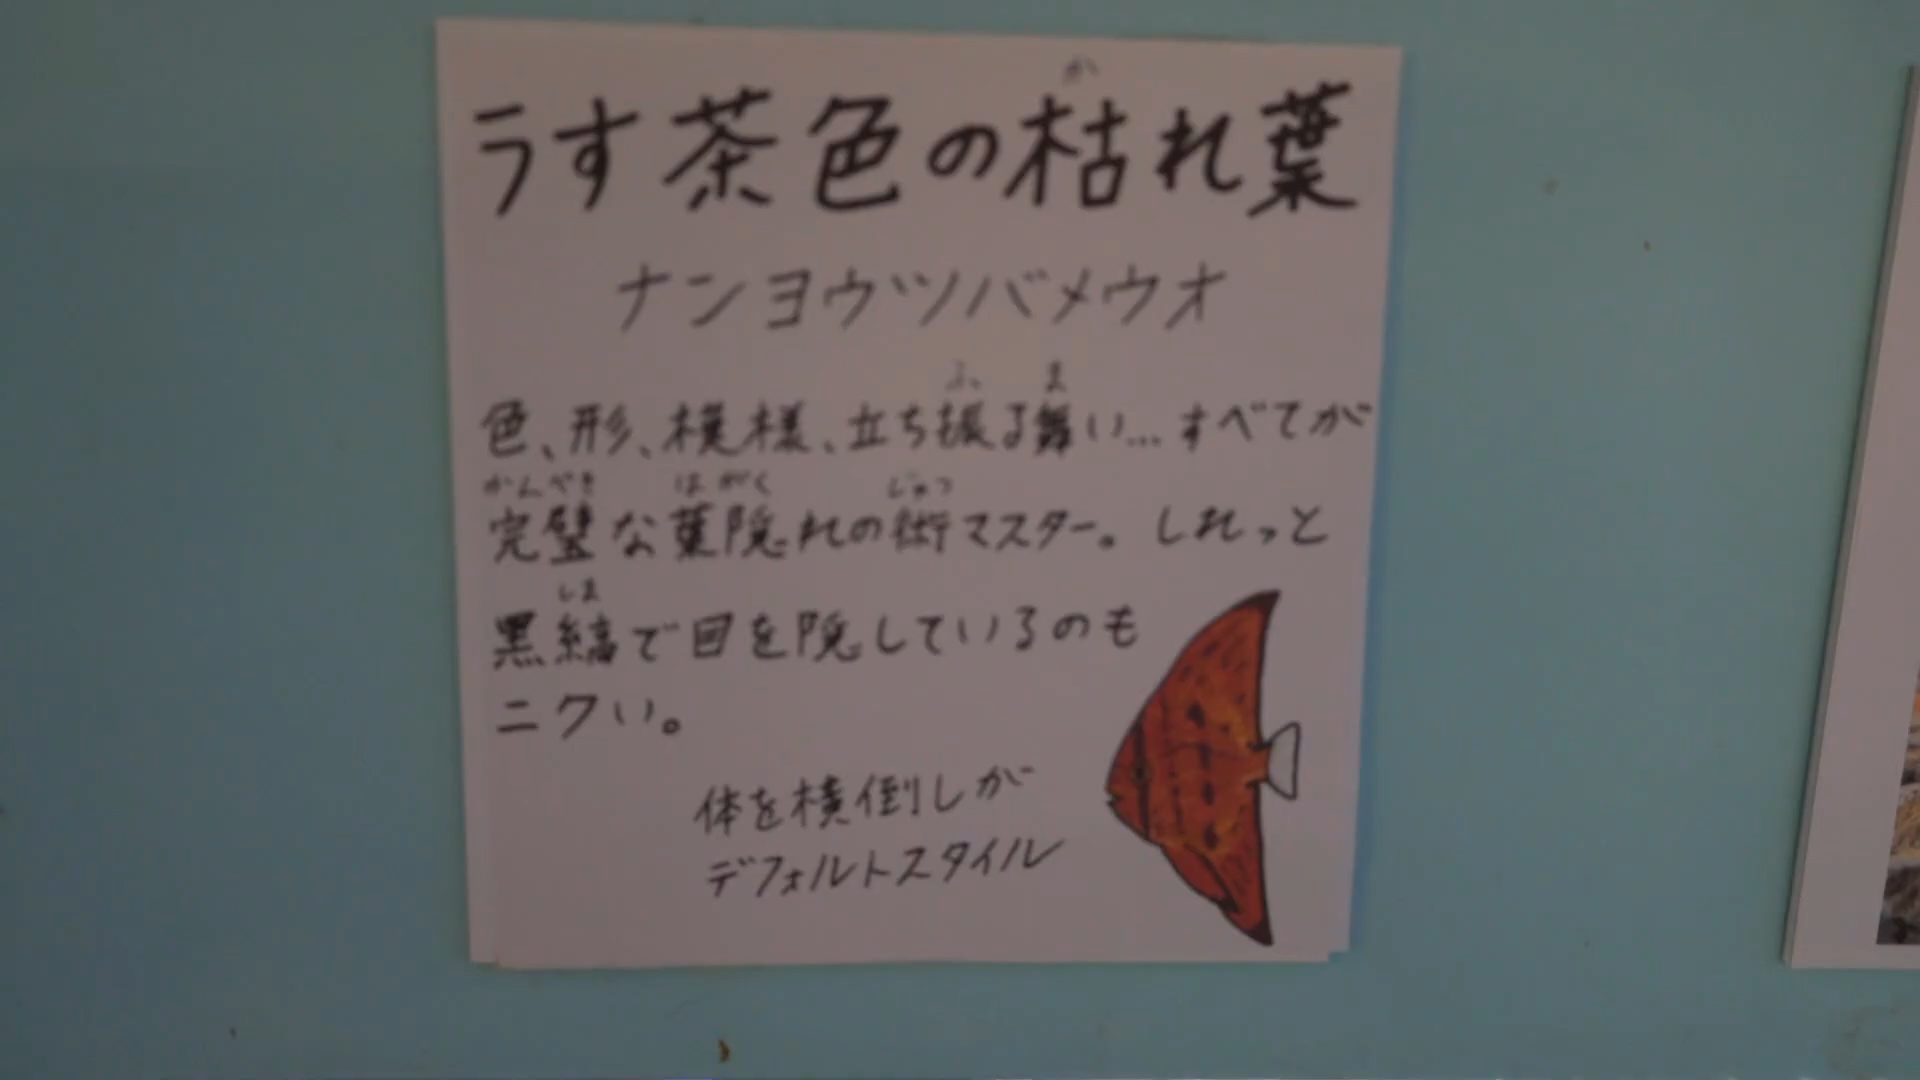 うす茶色の枯れ葉
ナンヨウツバメウオ
色、形、模様、立ち振る舞い…すべてが
完璧な葉隠れの術マスター。しれっと
黒縞で目を隠しているのも
ニクい。
体を横倒しが
デフォルトスタイル